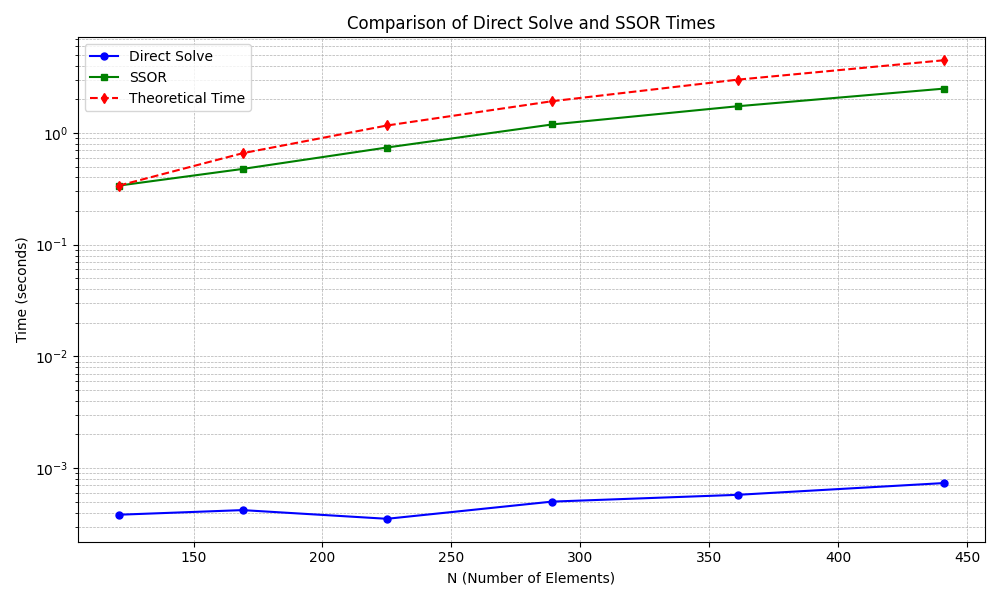 Comparison of Direct Solve and SSOR Times
Direct Solve
SSOR
Theoretical Time
Time (seconds)
10⁰
10⁻¹
10⁻²
10⁻³
150 200 250 300 350 400 450
N (Number of Elements)